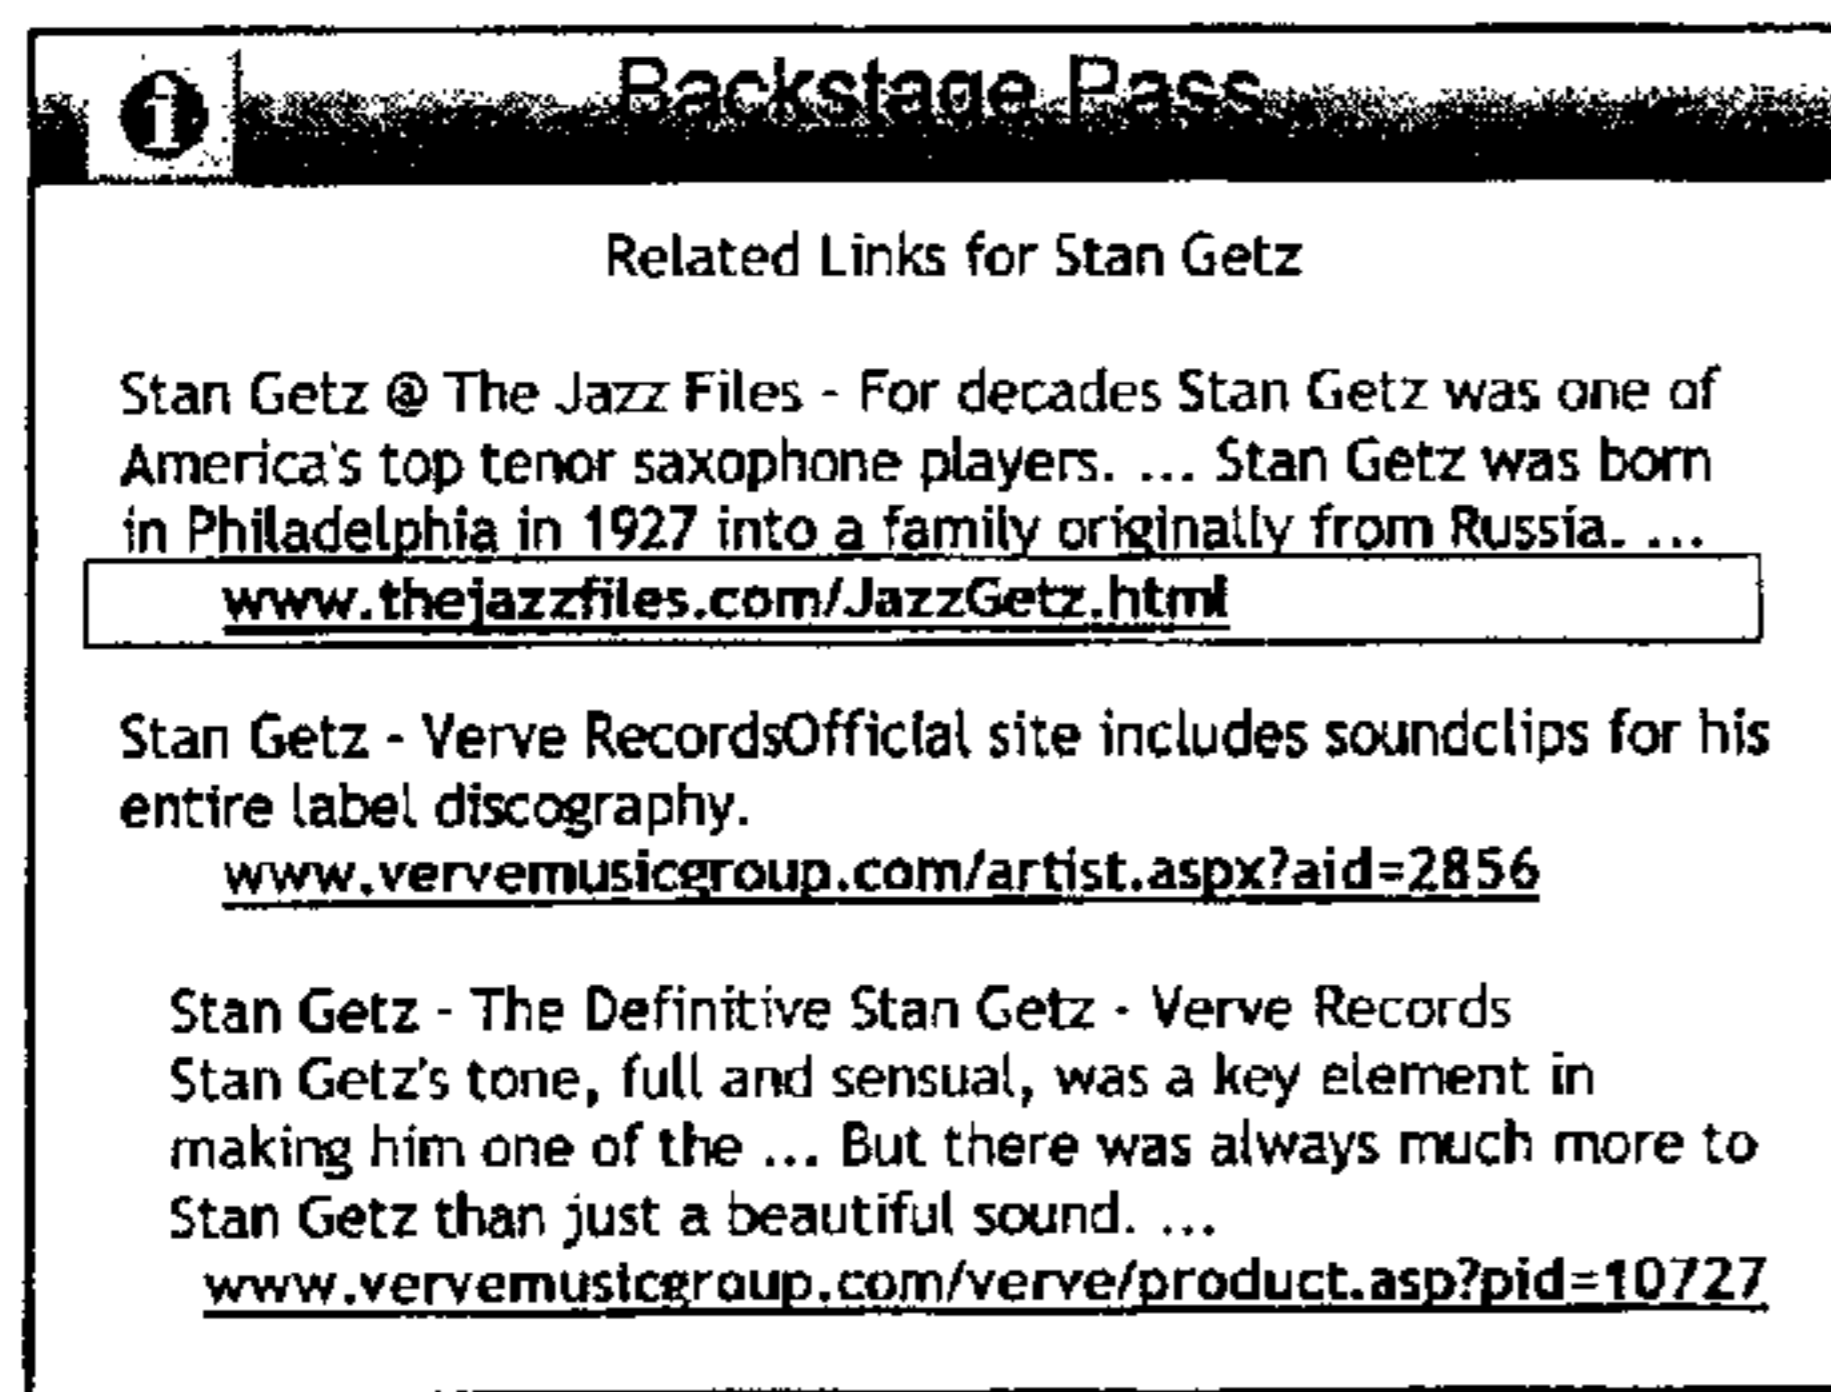 i
Backstage Pass
Related Links for Stan Getz
Stan Getz @ The Jazz Files - For decades Stan Getz was one of
America's top tenor saxophone players. ... Stan Getz was born
in Philadelphia in 1927 into a family originally from Russia. ...
www.thejazzfiles.com/JazzGetz.html
Stan Getz - Verve RecordsOfficial site includes soundclips for his
entire label discography.
www.vervemusicgroup.com/artist.aspx?aid=2856
Stan Getz - The Definitive Stan Getz - Verve Records
Stan Getz's tone, full and sensual, was a key element in
making him one of the ... But there was always much more to
Stan Getz than just a beautiful sound. ...
www.vervemusicgroup.com/verve/product.asp?pid=10727